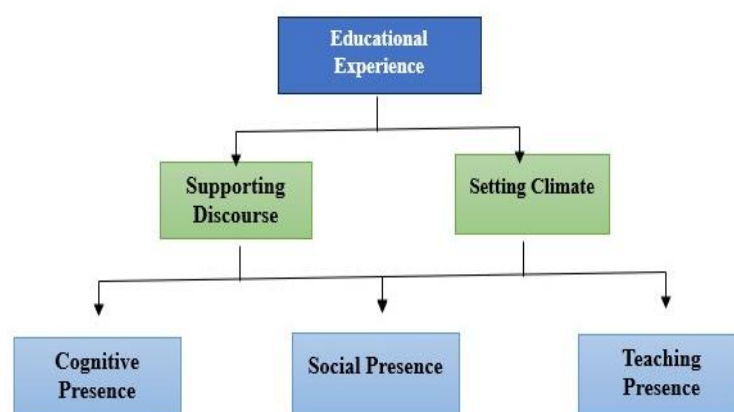 Educational
Experience
Supporting
Discourse
Setting Climate
Cognitive
Presence
Social Presence
Teaching
Presence